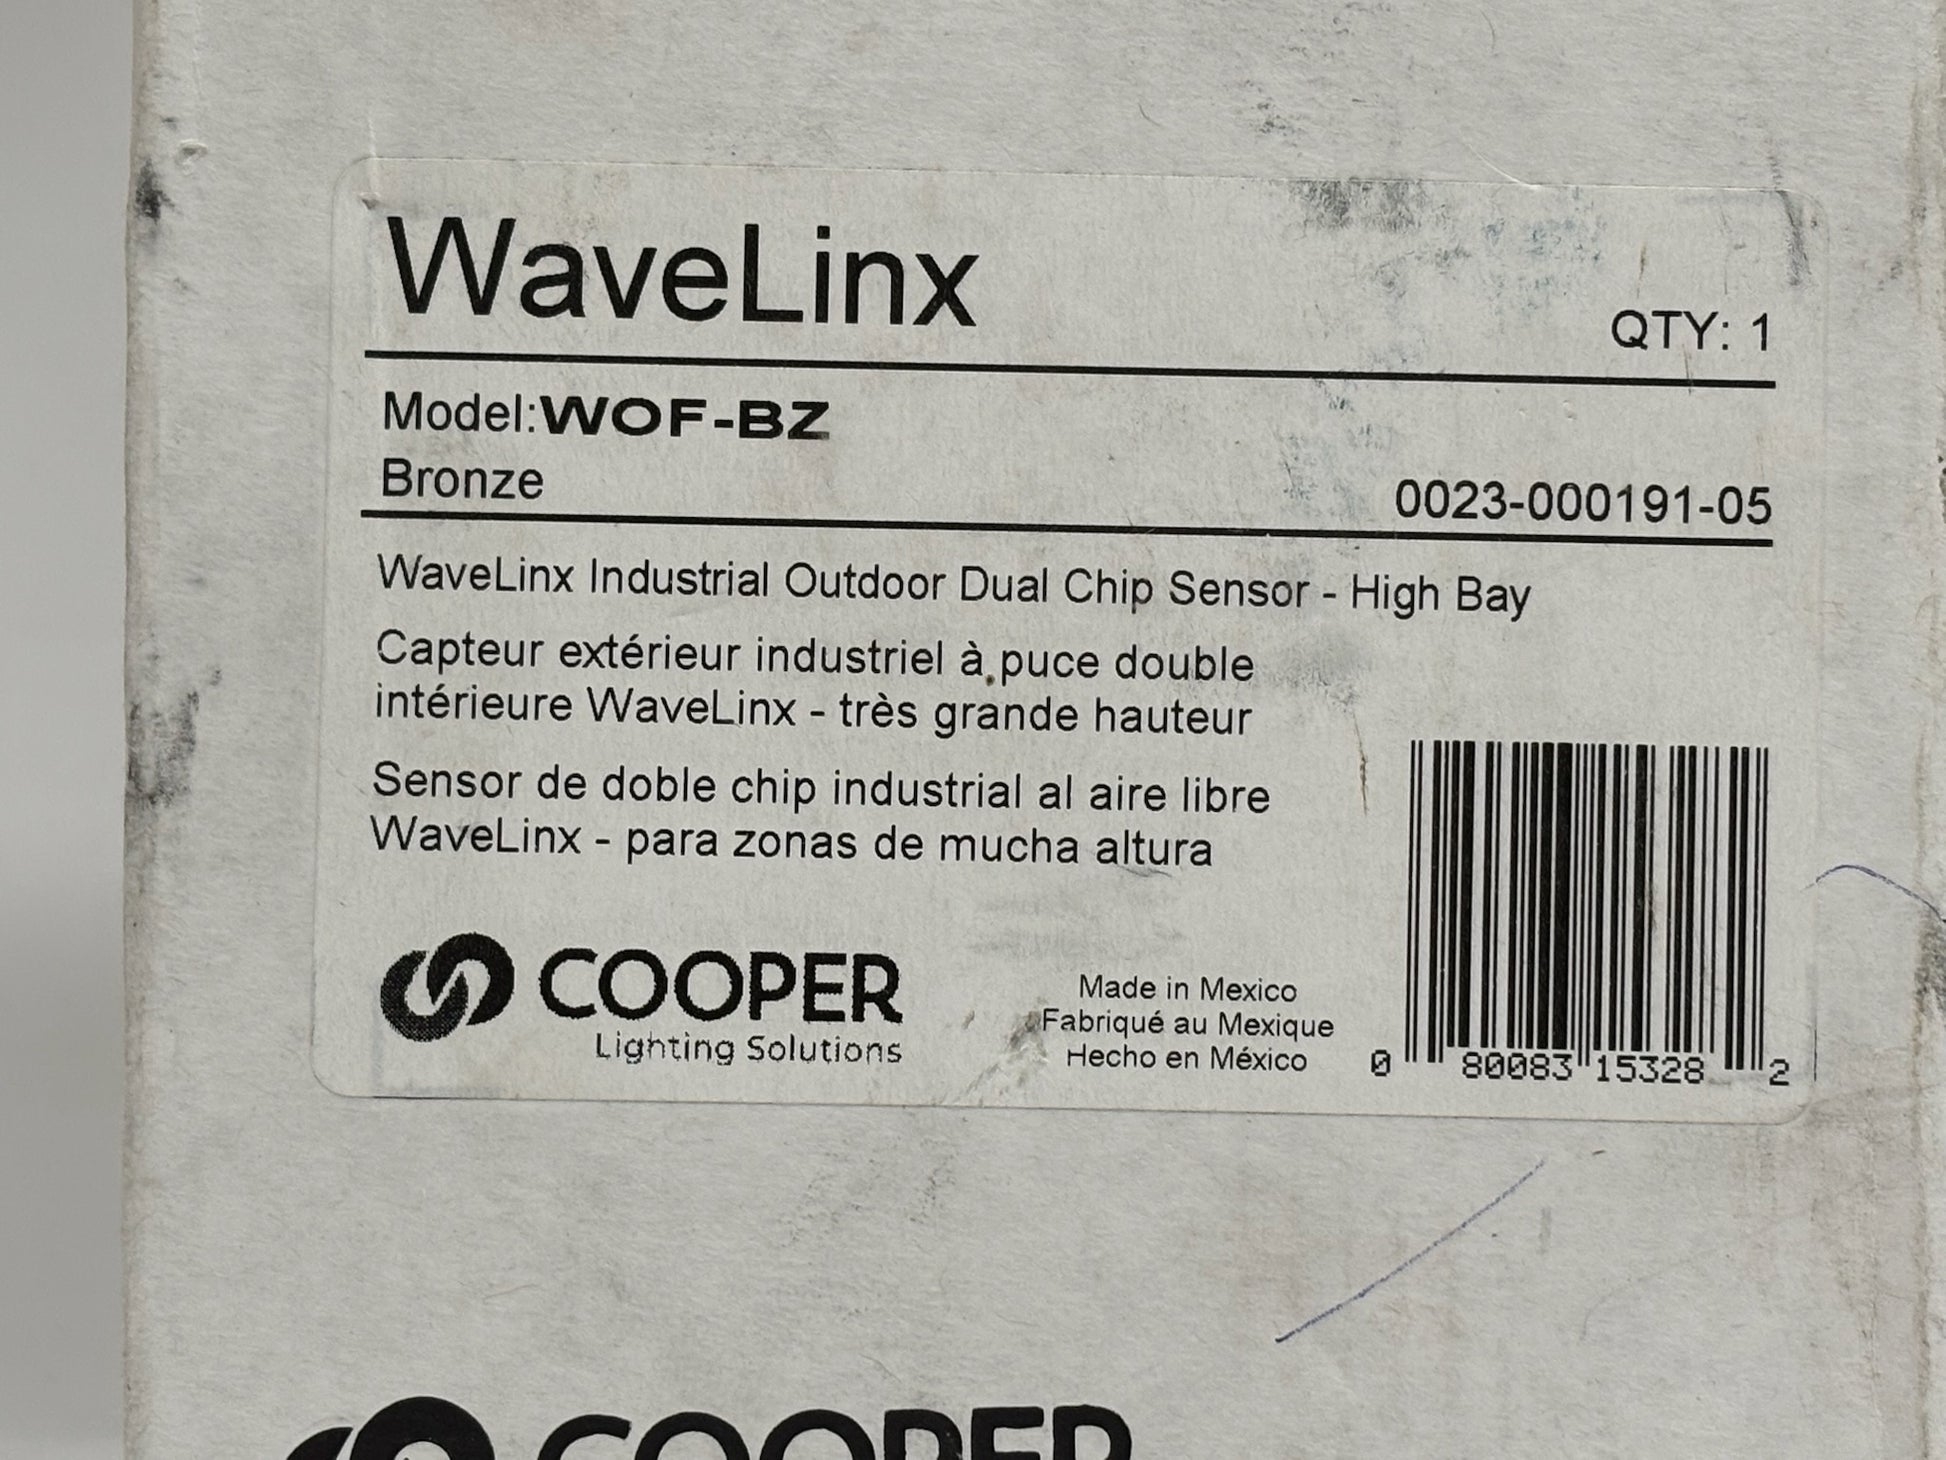 WaveLinx
QTY: 1
Model:WOF-BZ
Bronze
0023-000191-05
WaveLinx Industrial Outdoor Dual Chip Sensor - High Bay
Capteur extérieur industriel à puce double
intérieure WaveLinx - très grande hauteur
Sensor de doble chip industrial al aire libre
WaveLinx - para zonas de mucha altura
COOPER
Lighting Solutions
Made in Mexico
Fabriqué au Mexique
Hecho en México
0 80083 15328 2
COOPER